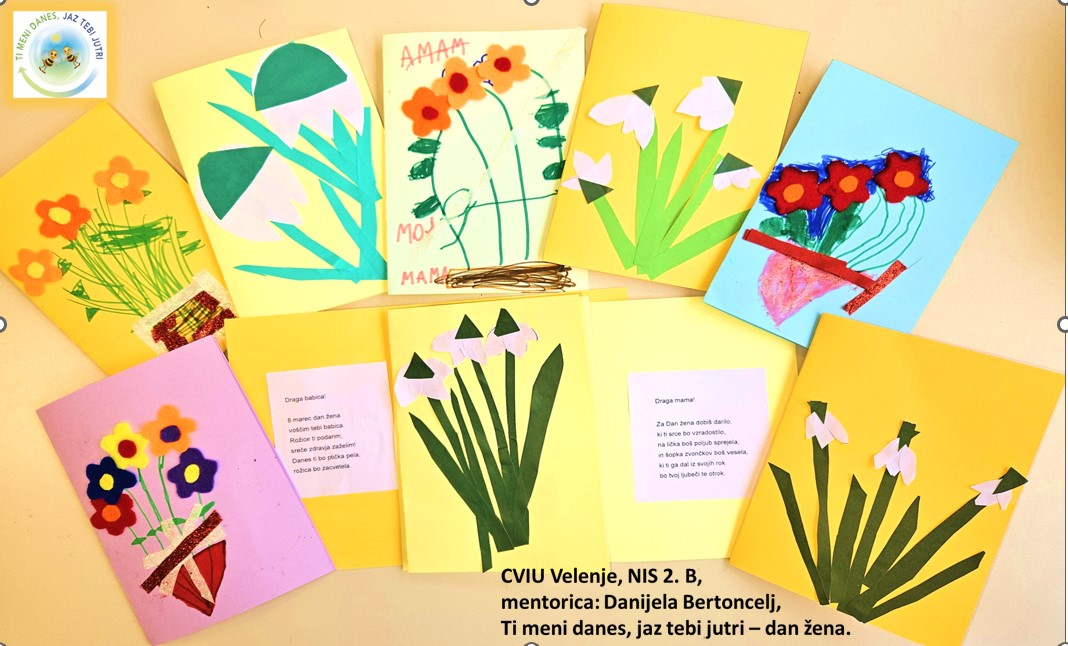 TI MENI DANES, JAZ TEBI JUTRI
AMAM
MOJ
Draga babica!
8 marec dan žena
voščim tebi babica.
Rožice ti podarim,
sreče zdravja zaželim!
Danes ti bo ptička pela,
rožica bo zacvetela.
Draga mama!
Za Dan žena dobiš darilo,
ki ti srce bo vzradostilo,
na lička boš poljub sprejela,
in šopka zvončkov boš vesela,
ki ti ga dal iz svojih rok
bo tvoj ljubeči te otrok.
CVIU Velenje, NIS 2. B,
mentorica: Danijela Bertoncelj,
Ti meni danes, jaz tebi jutri – dan žena.